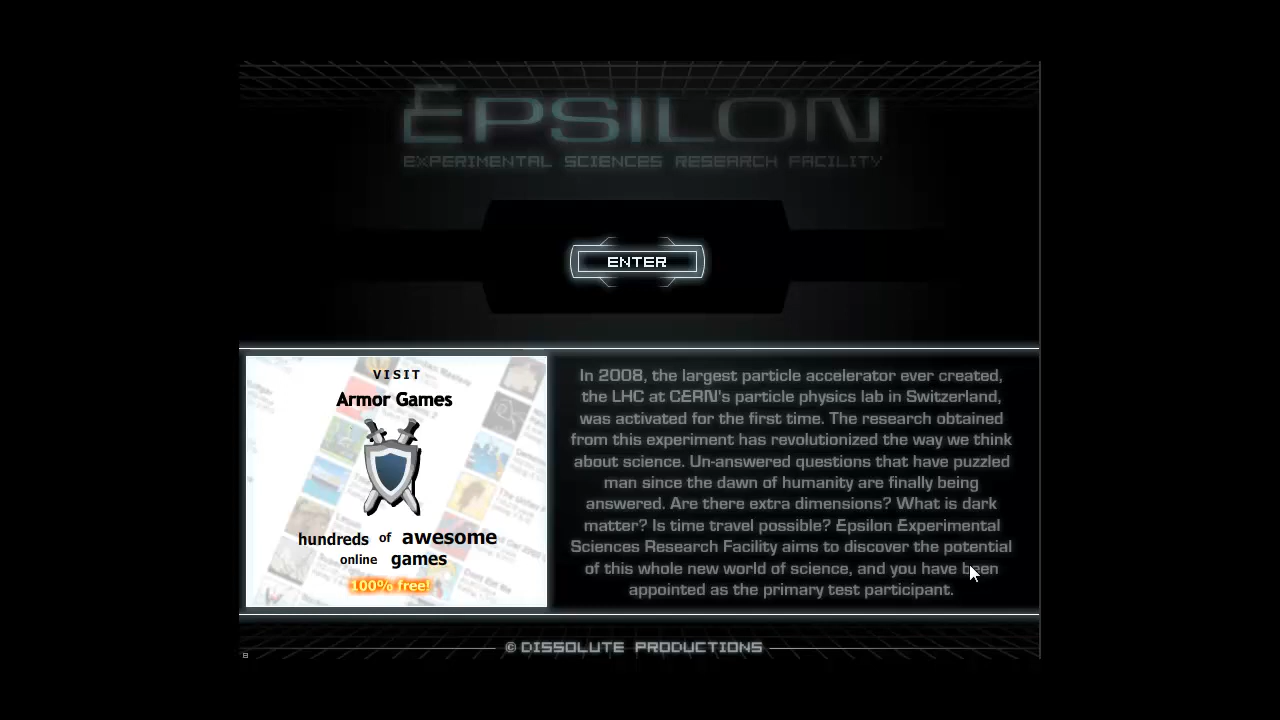 EPSILON
EXPERIMENTAL SCIENCES RESEARCH FACILITY
ENTER
VISIT
Armor Games
hundreds of awesome
online games
100% free!
In 2008, the largest particle accelerator ever created,
the LHC at CERN's particle physics lab in Switzerland,
was activated for the first time. The research obtained
from this experiment has revolutionized the way we think
about science. Un-answered questions that have puzzled
man since the dawn of humanity are finally being
answered. Are there extra dimensions? What is dark
matter? Is time travel possible? Epsilon Experimental
Sciences Research Facility aims to discover the potential
of this whole new world of science, and you have been
appointed as the primary test participant.
© DISSOLUTE PRODUCTIONS